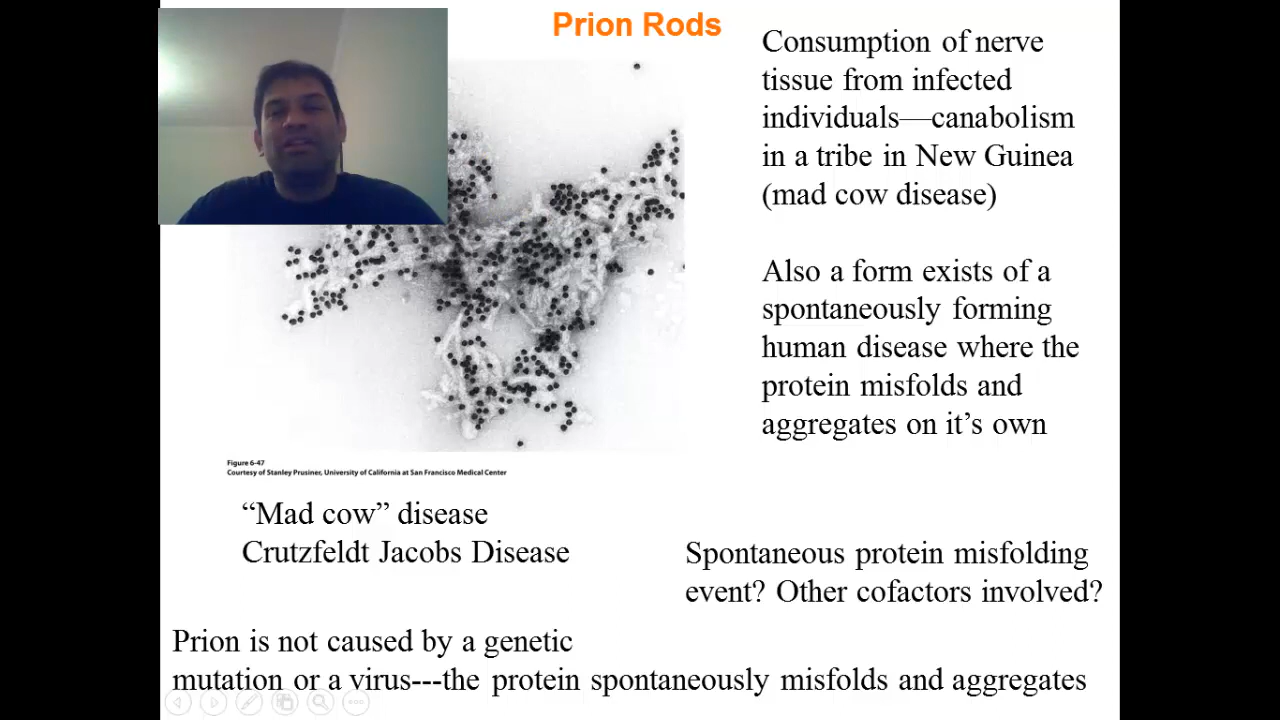 Prion Rods
Consumption of nerve
tissue from infected
individuals—canabolism
in a tribe in New Guinea
(mad cow disease)
Also a form exists of a
spontaneously forming
human disease where the
protein misfolds and
aggregates on it’s own
Figure 6-47
Courtesy of Stanley Prusiner, University of California at San Francisco Medical Center
“Mad cow” disease
Crutzfeldt Jacobs Disease
Spontaneous protein misfolding
event? Other cofactors involved?
Prion is not caused by a genetic
mutation or a virus---the protein spontaneously misfolds and aggregates